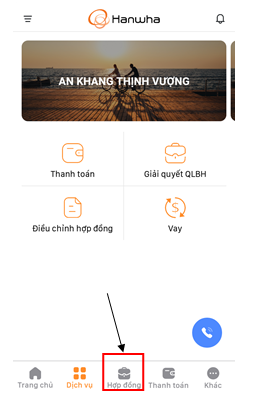 Hanwha
AN KHANG THỊNH VƯỢNG
Thanh toán
Giải quyết QLBH
Điều chỉnh hợp đồng
Vay
Trang chủ
Dịch vụ
Hợp đồng
Thanh toán
Khác